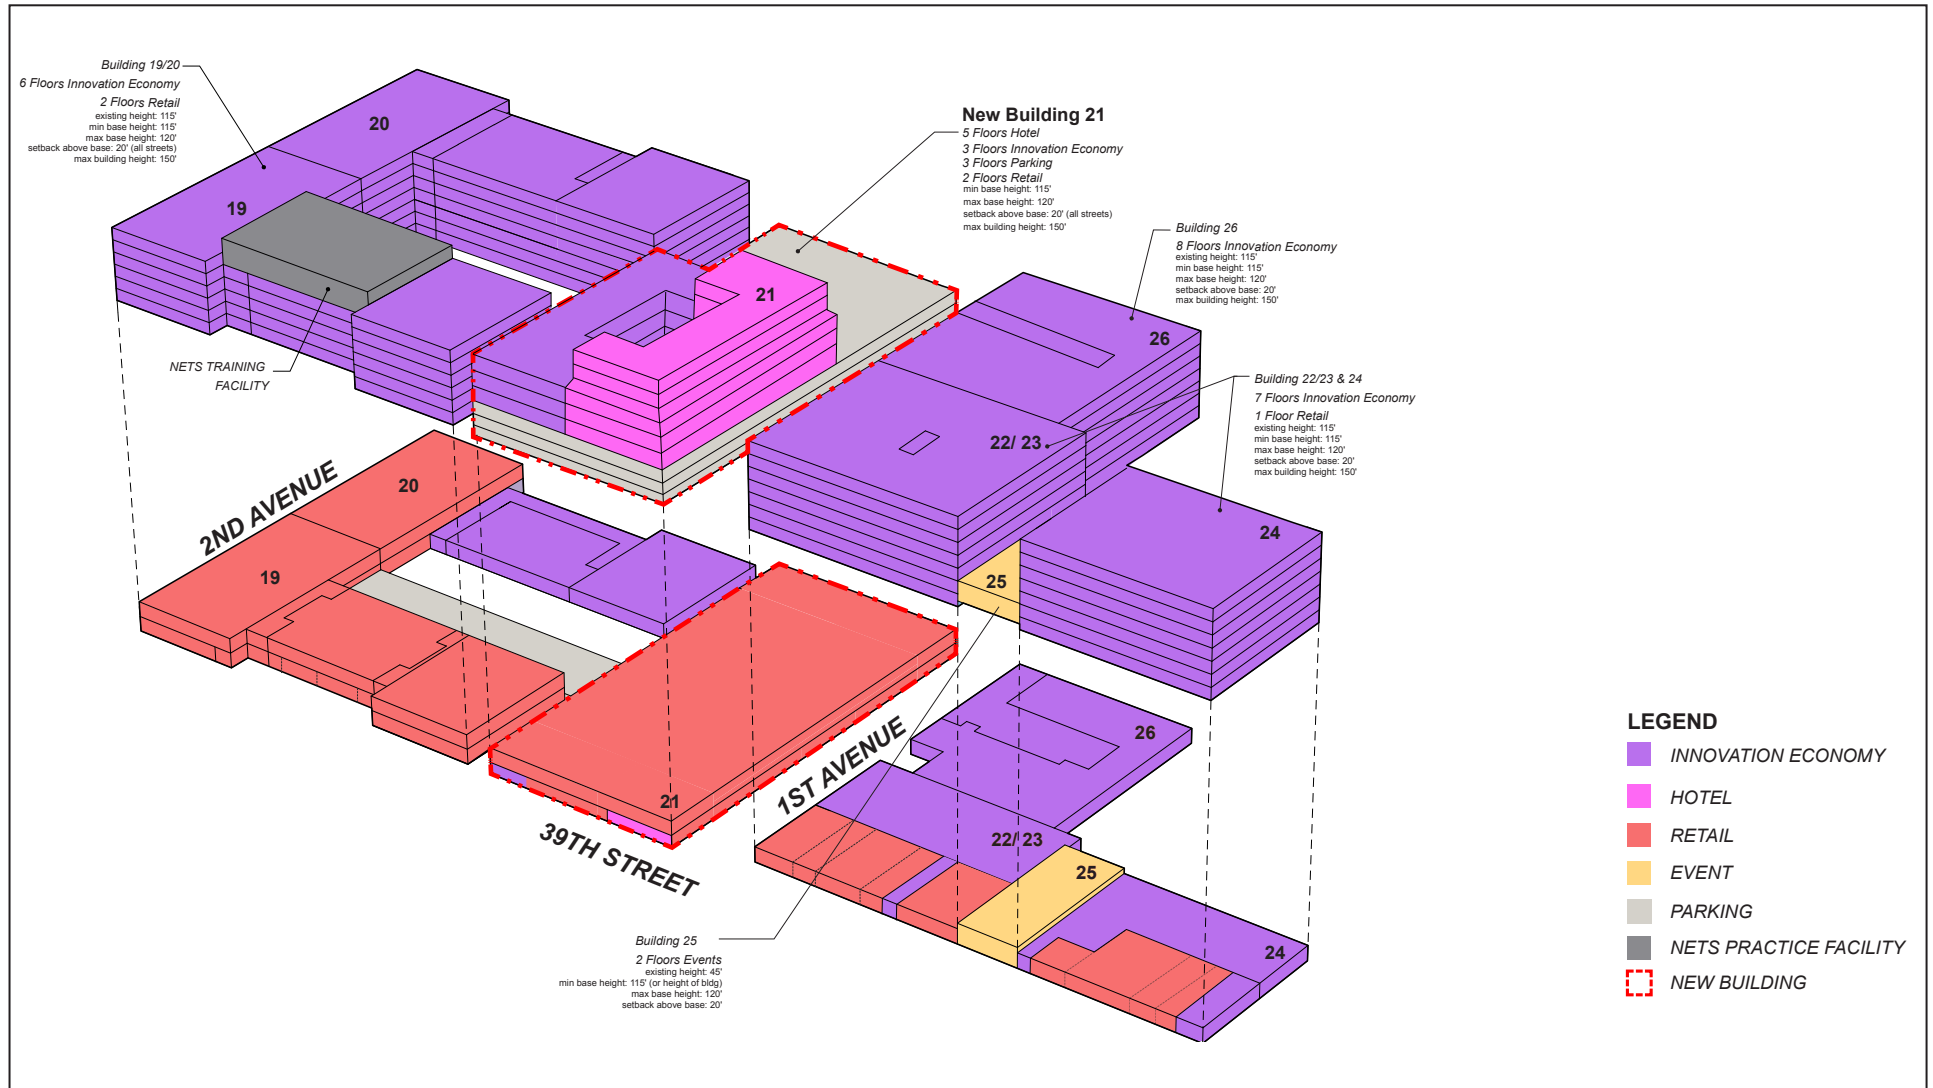 Building 19/20
6 Floors Innovation Economy
2 Floors Retail
existing height: 115'
min base height: 115'
max base height: 120'
setback above base: 20' (all streets)
max building height: 150'
20
19
NETS TRAINING
FACILITY
New Building 21
5 Floors Hotel
3 Floors Innovation Economy
3 Floors Parking
2 Floors Retail
min base height: 115'
max base height: 120'
setback above base: 20' (all streets)
max building height: 150'
21
Building 26
8 Floors Innovation Economy
existing height: 115'
min base height: 115'
max base height: 120'
setback above base: 20'
max building height: 150'
26
Building 22/23 & 24
7 Floors Innovation Economy
1 Floor Retail
existing height: 115'
min base height: 115'
max base height: 120'
setback above base: 20'
max building height: 150'
22/ 23
24
25
2ND AVENUE
20
19
21
39TH STREET
1ST AVENUE
26
22/ 23
25
24
Building 25
2 Floors Events
existing height: 45'
min base height: 115' (or height of bldg)
max base height: 120'
setback above base: 20'
LEGEND
INNOVATION ECONOMY
HOTEL
RETAIL
EVENT
PARKING
NETS PRACTICE FACILITY
NEW BUILDING